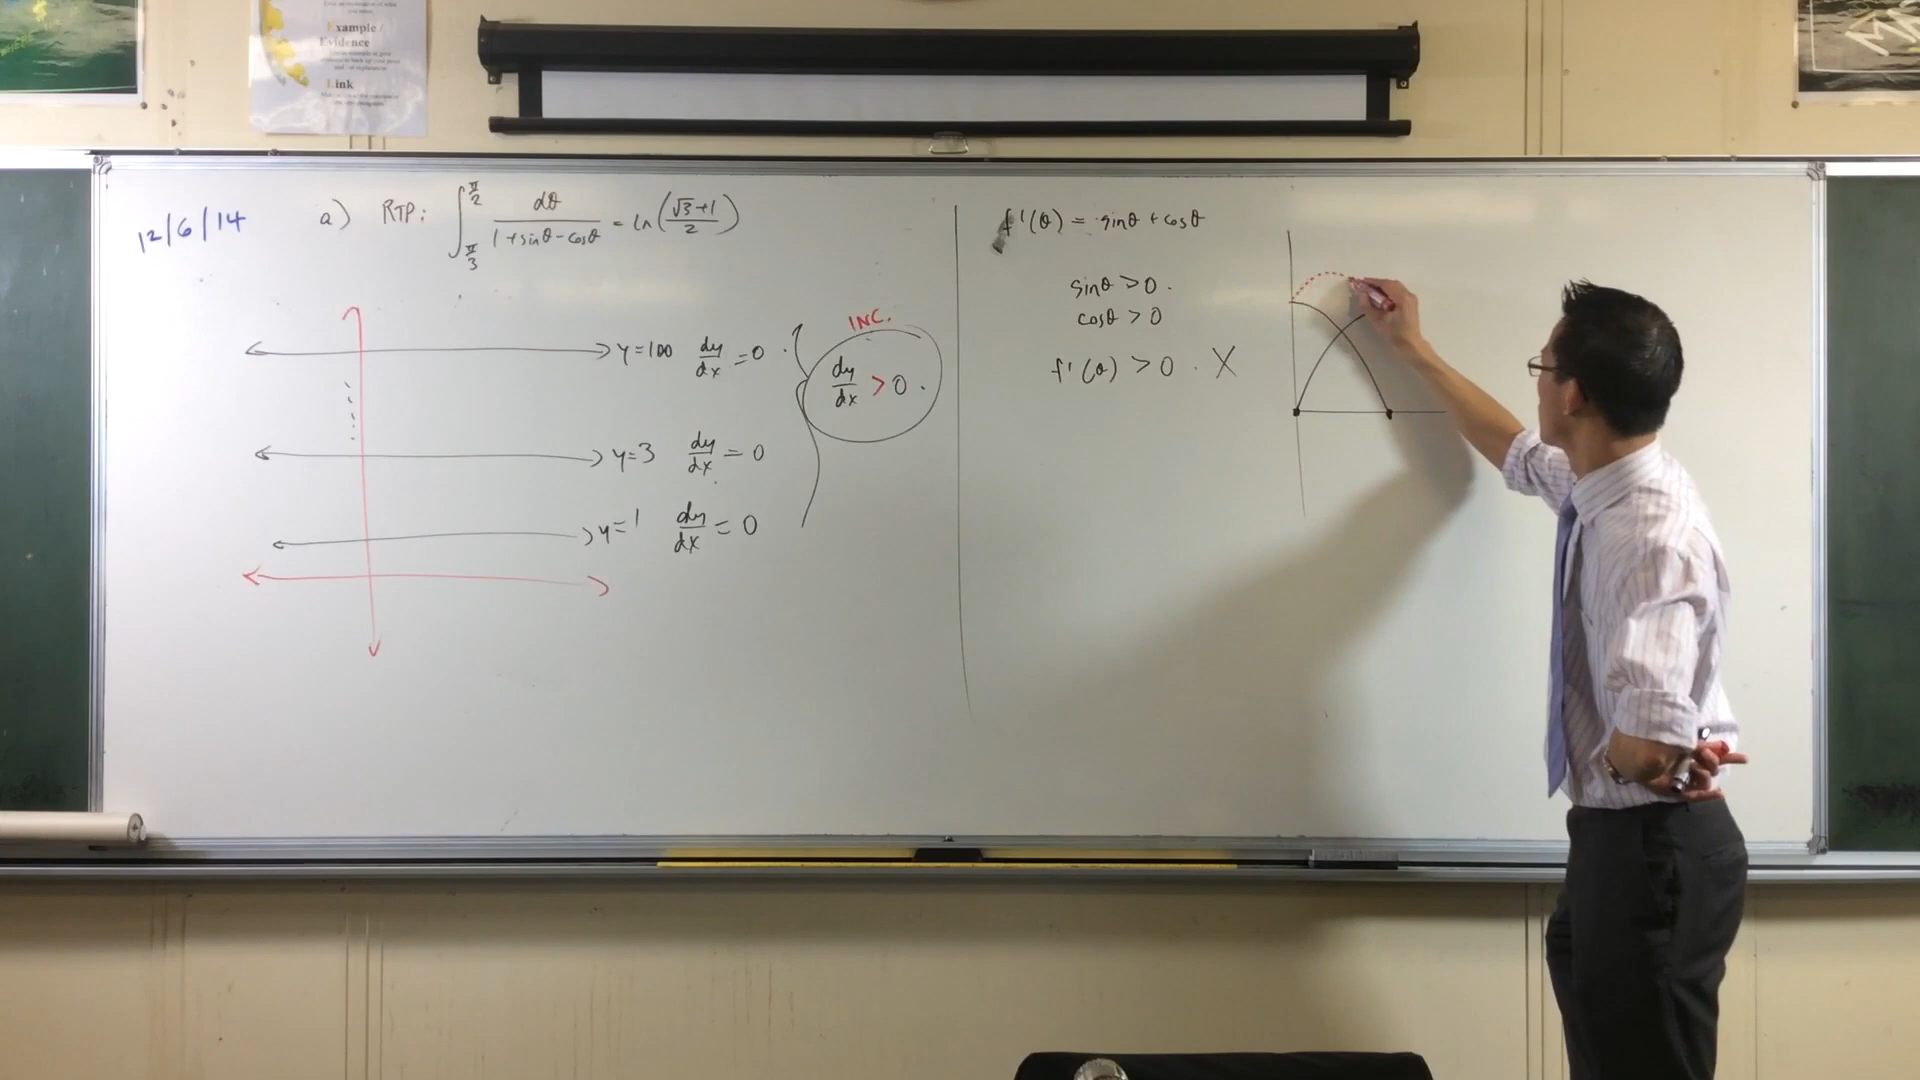 Example /
Evidence
Link
12/6/14
a) RTP: ∫ π/3 π/2 dθ / (1 + sinθ - cosθ) = ln((√3+1)/2)
y=100 dy/dx = 0
y=3 dy/dx = 0
y=1 dy/dx = 0
INC.
dy/dx > 0.
f'(θ) = sinθ + cosθ
sinθ > 0.
cosθ > 0
f'(θ) > 0. X